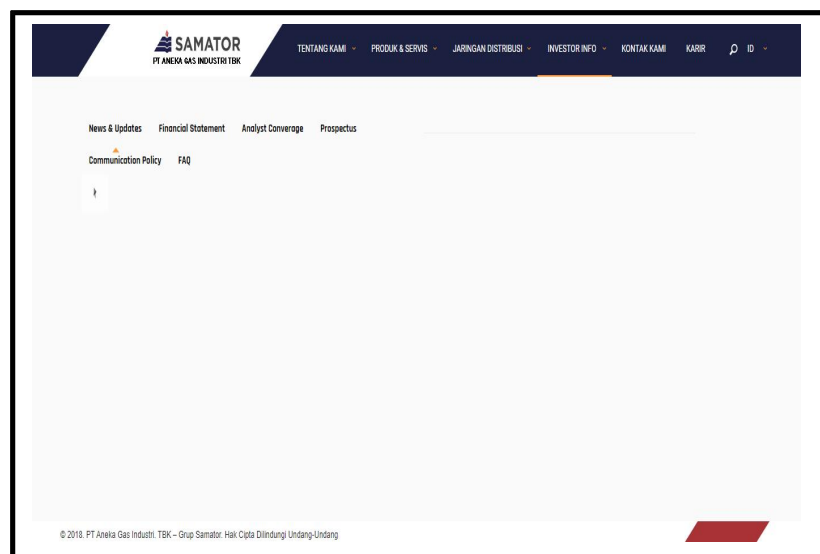 SAMATOR
PT ANEKA GAS INDUSTRI TBK
TENTANG KAMI PRODUK & SERVIS JARINGAN DISTRIBUSI INVESTOR INFO KONTAK KAMI KARIR ID
News & Updates Financial Statement Analyst Converage Prospectus
Communication Policy FAQ
© 2018. PT Aneka Gas Industri. TBK – Grup Samator. Hak Cipta Dilindungi Undang-Undang